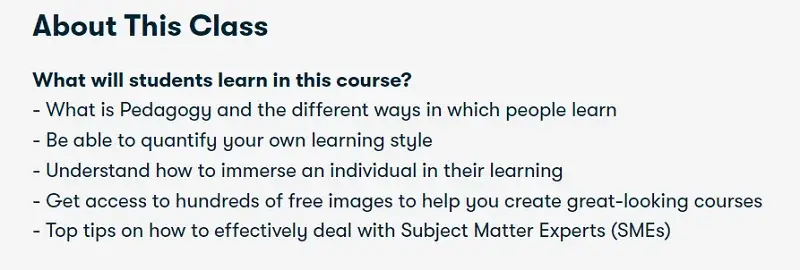 About This Class
What will students learn in this course?
- What is Pedagogy and the different ways in which people learn
- Be able to quantify your own learning style
- Understand how to immerse an individual in their learning
- Get access to hundreds of free images to help you create great-looking courses
- Top tips on how to effectively deal with Subject Matter Experts (SMEs)